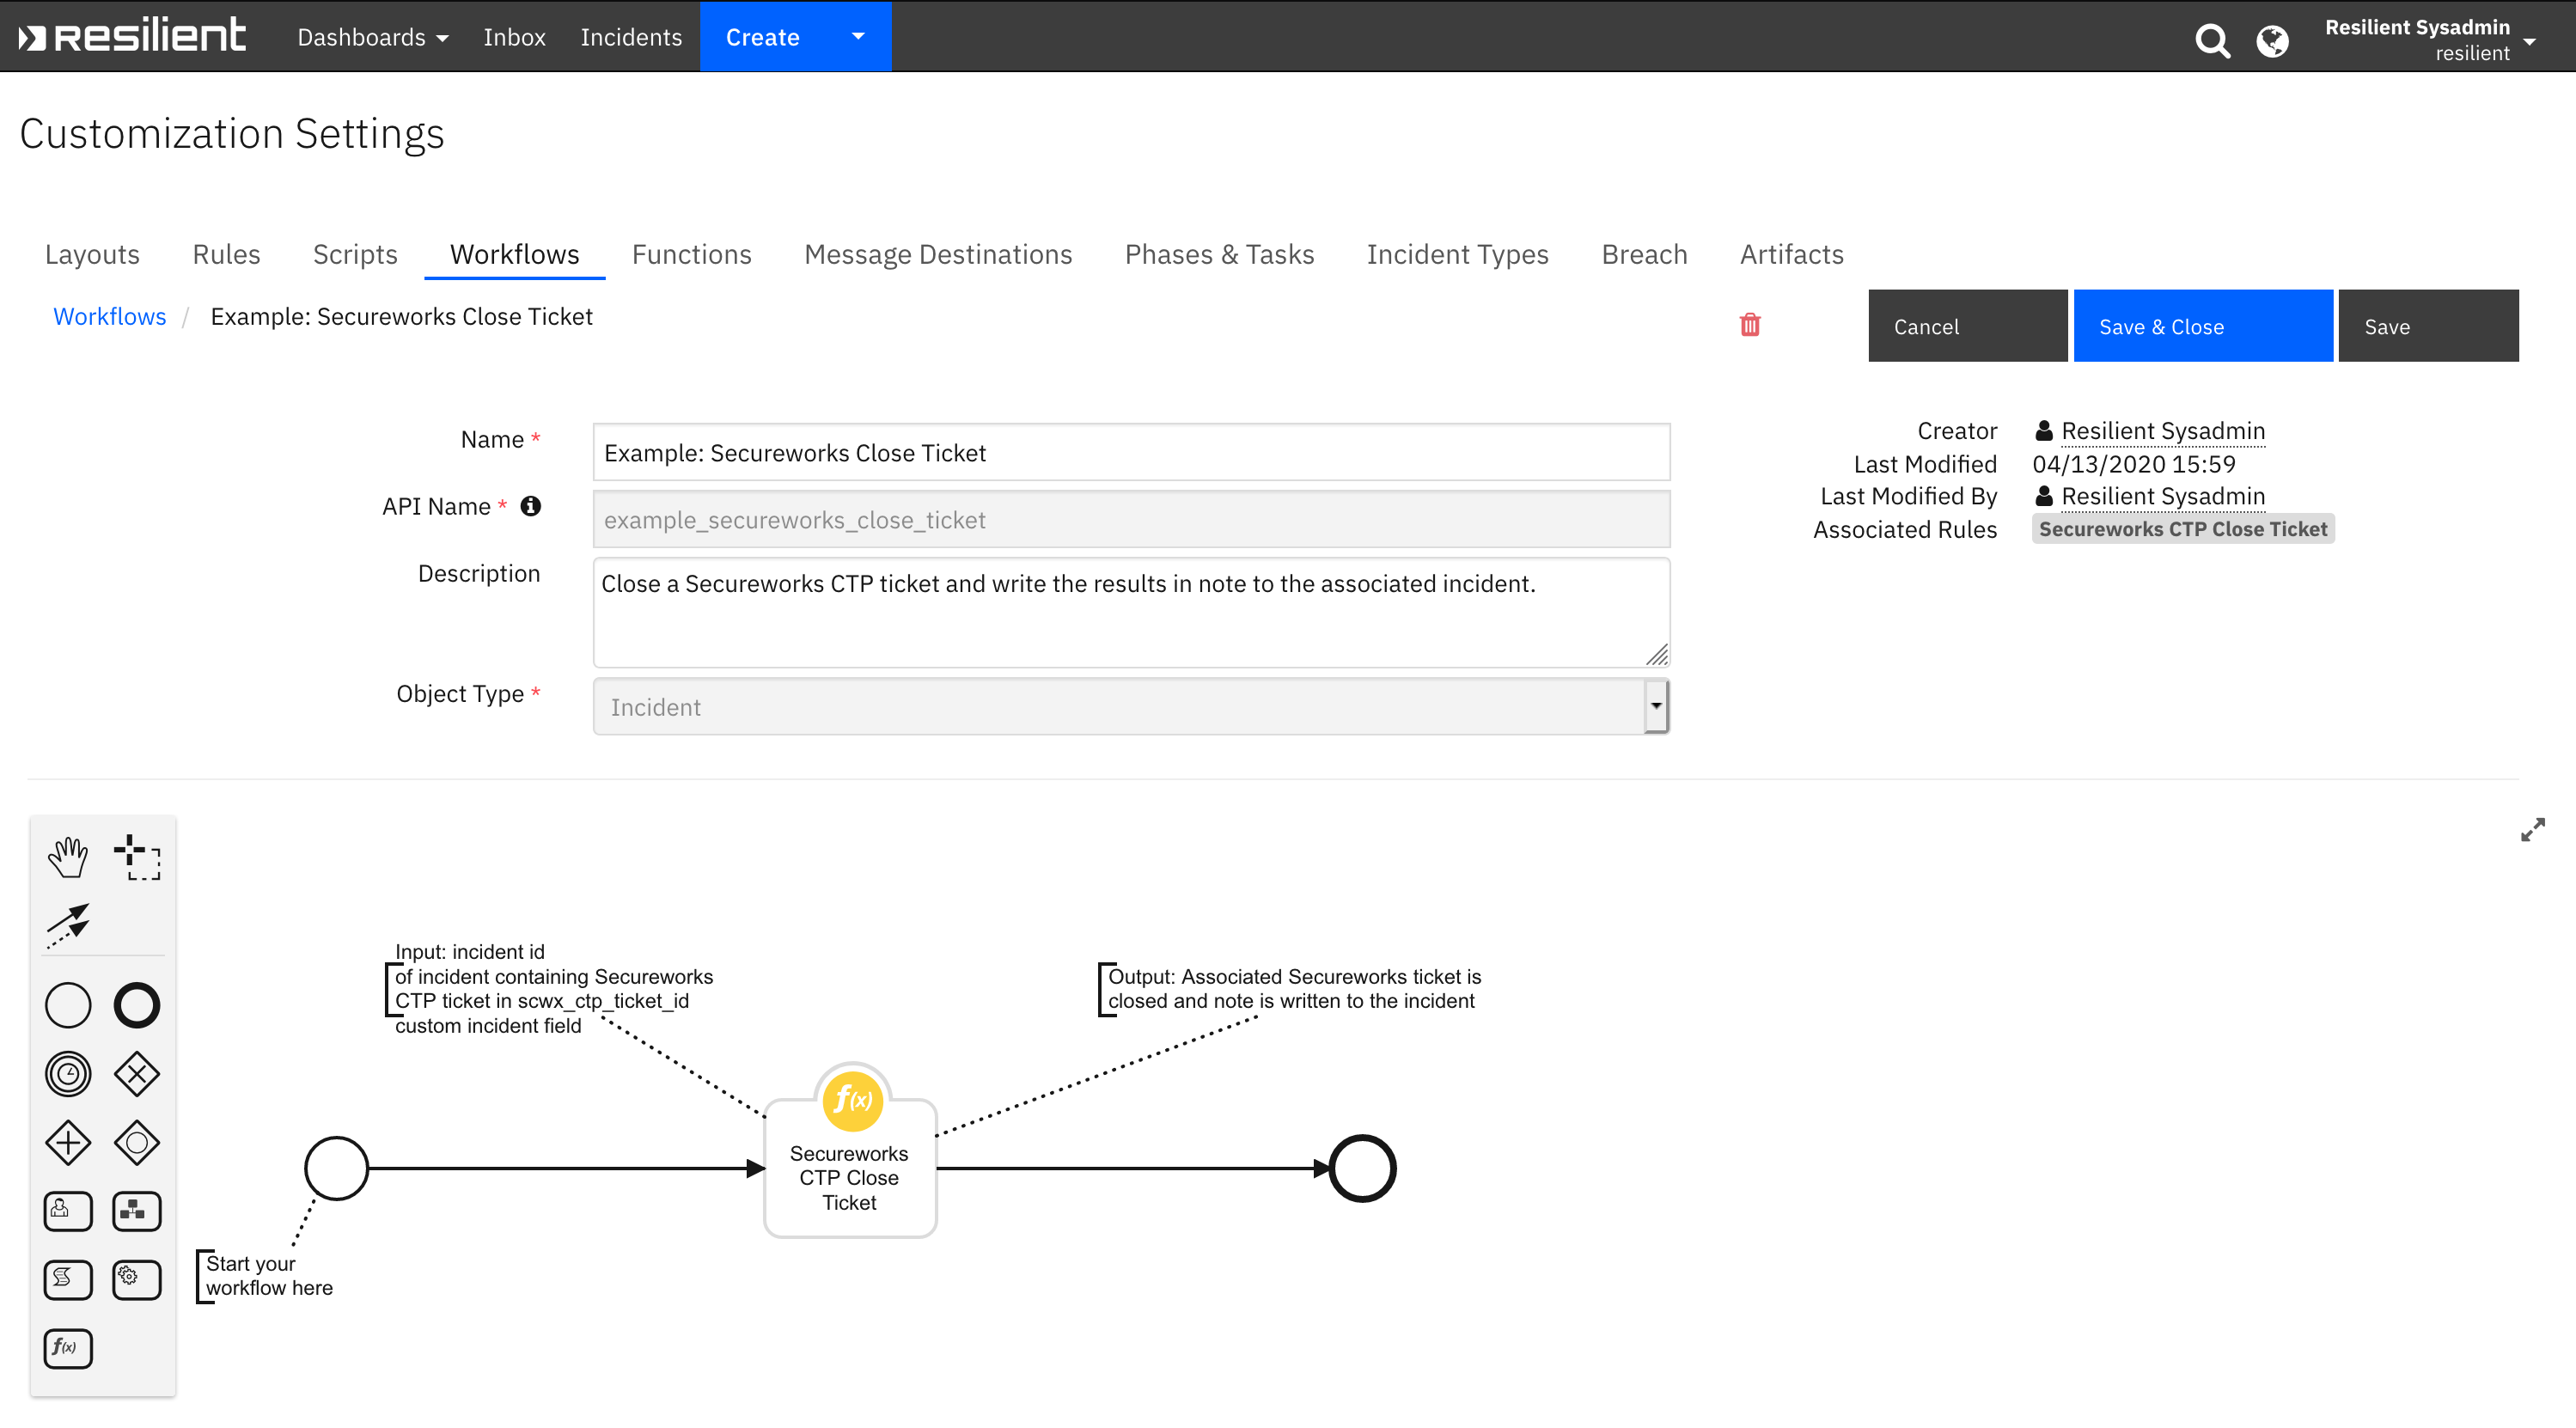 resilient
Dashboards
Inbox
Incidents
Create
Resilient Sysadmin
resilient
Customization Settings
Layouts
Rules
Scripts
Workflows
Functions
Message Destinations
Phases & Tasks
Incident Types
Breach
Artifacts
Workflows / Example: Secureworks Close Ticket
Cancel
Save & Close
Save
Name *
Example: Secureworks Close Ticket
API Name *
example_secureworks_close_ticket
Description
Close a Secureworks CTP ticket and write the results in note to the associated incident.
Object Type *
Incident
Creator
Resilient Sysadmin
Last Modified
04/13/2020 15:59
Last Modified By
Resilient Sysadmin
Associated Rules
Secureworks CTP Close Ticket
Input: incident id
of incident containing Secureworks
CTP ticket in scwx_ctp_ticket_id
custom incident field
Output: Associated Secureworks ticket is
closed and note is written to the incident
f(x)
Secureworks
CTP Close
Ticket
Start your
workflow here
f(x)